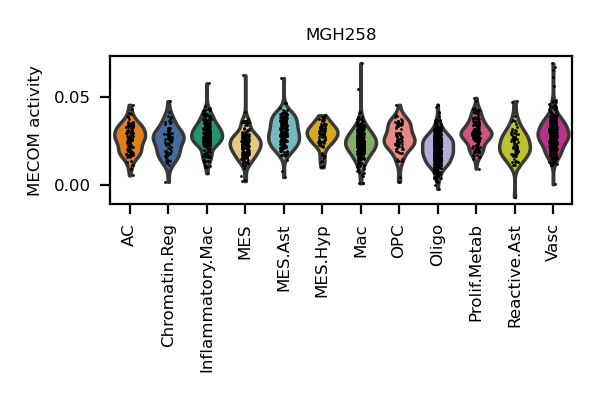 MGH258
MECOM activity
0.05
0.00
AC
Chromatin.Reg
Inflammatory.Mac
MES
MES.Ast
MES.Hyp
Mac
OPC
Oligo
Prolif.Metab
Reactive.Ast
Vasc